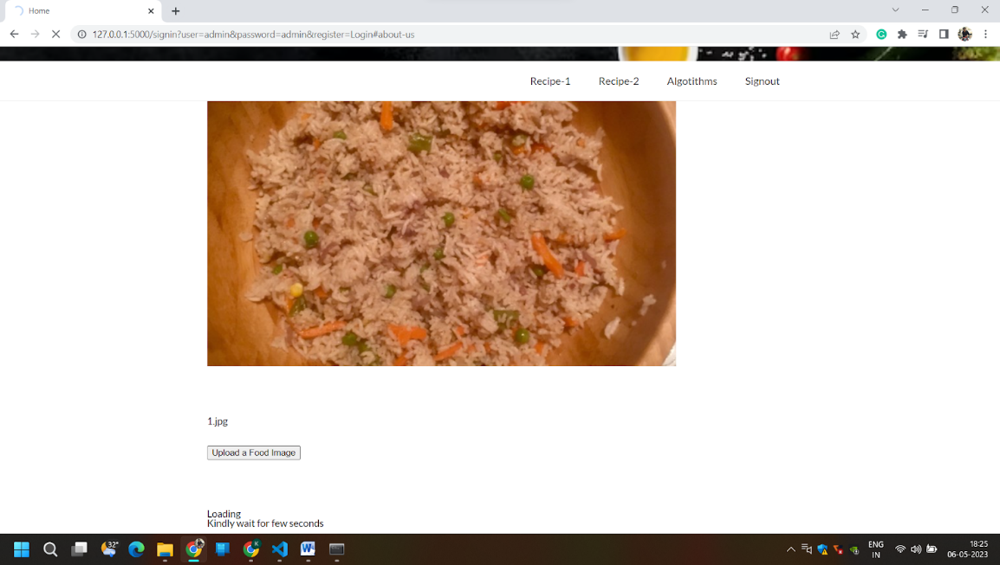 Home
127.0.0.1:5000/signin?user=admin&password=admin&register=Login#about-us
Recipe-1 Recipe-2 Algotithms Signout
1.jpg
Upload a Food Image
Loading
Kindly wait for few seconds
32°
ENG
IN
18:25
06-05-2023